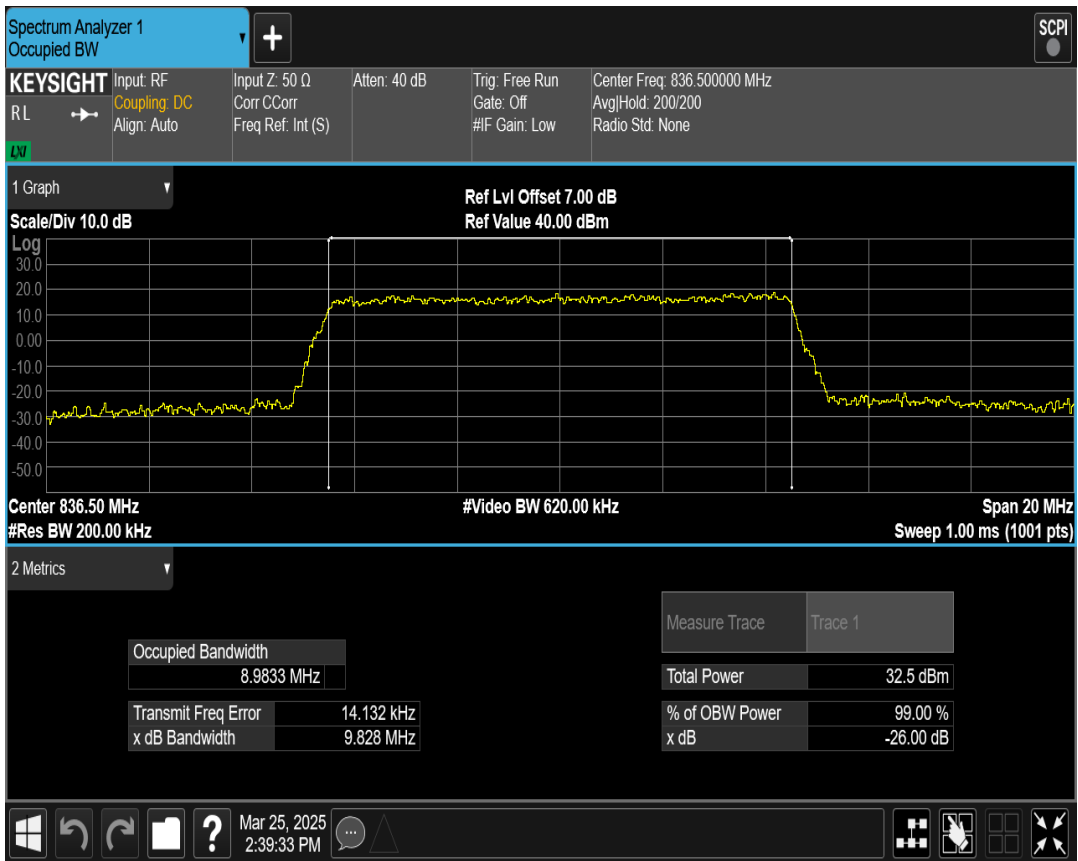 Spectrum Analyzer 1
Occupied BW
+
SCPI
KEYSIGHT
RL
LXI
Input: RF
Coupling: DC
Align: Auto
Input Z: 50 Ω
Corr CCorr
Freq Ref: Int (S)
Atten: 40 dB
Trig: Free Run
Gate: Off
#IF Gain: Low
Center Freq: 836.500000 MHz
Avg|Hold: 200/200
Radio Std: None
1 Graph
Scale/Div 10.0 dB
Ref Lvl Offset 7.00 dB
Ref Value 40.00 dBm
Log
30.0
20.0
10.0
0.00
-10.0
-20.0
-30.0
-40.0
-50.0
Center 836.50 MHz
#Res BW 200.00 kHz
#Video BW 620.00 kHz
Span 20 MHz
Sweep 1.00 ms (1001 pts)
2 Metrics
Measure Trace Trace 1
Occupied Bandwidth
8.9833 MHz
Total Power 32.5 dBm
Transmit Freq Error 14.132 kHz
x dB Bandwidth 9.828 MHz
% of OBW Power 99.00 %
x dB -26.00 dB
?
Mar 25, 2025
2:39:33 PM